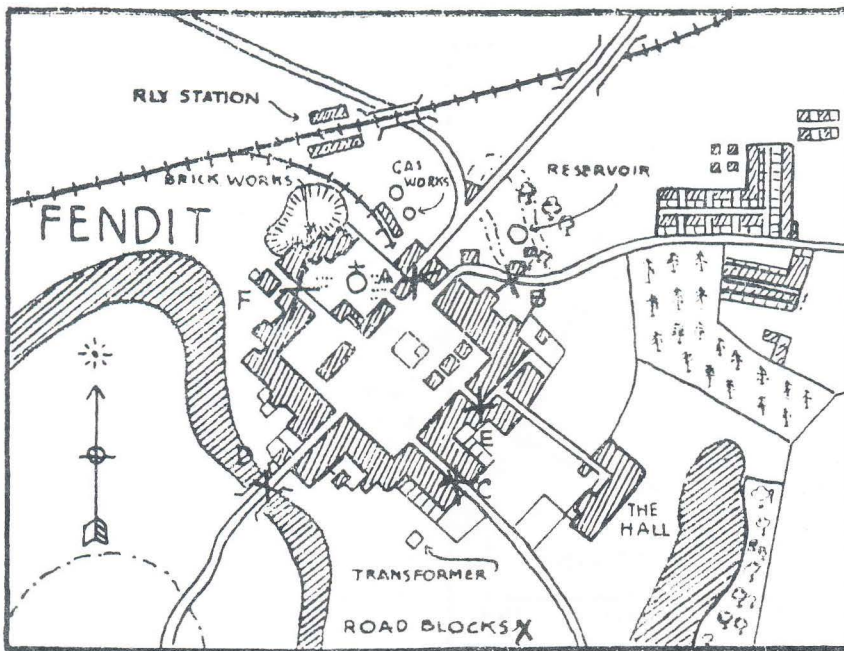 RLY STATION
GAS
WORKS
RESERVOIR
BRICK WORKS
FENDIT
A
F
B
E
D
C
THE
HALL
TRANSFORMER
ROAD BLOCKS X